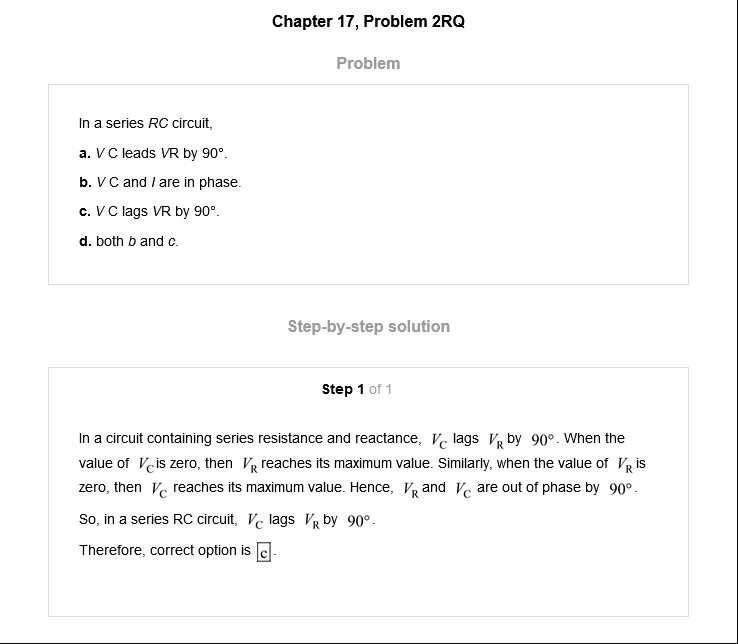 Chapter 17, Problem 2RQ
Problem
In a series RC circuit,
a. V C leads VR by 90°.
b. V C and I are in phase.
c. V C lags VR by 90°.
d. both b and c.
Step-by-step solution
Step 1 of 1
In a circuit containing series resistance and reactance, V_C lags V_R by 90°. When the
value of V_C is zero, then V_R reaches its maximum value. Similarly, when the value of V_R is
zero, then V_C reaches its maximum value. Hence, V_R and V_C are out of phase by 90°.
So, in a series RC circuit, V_C lags V_R by 90°.
Therefore, correct option is c.